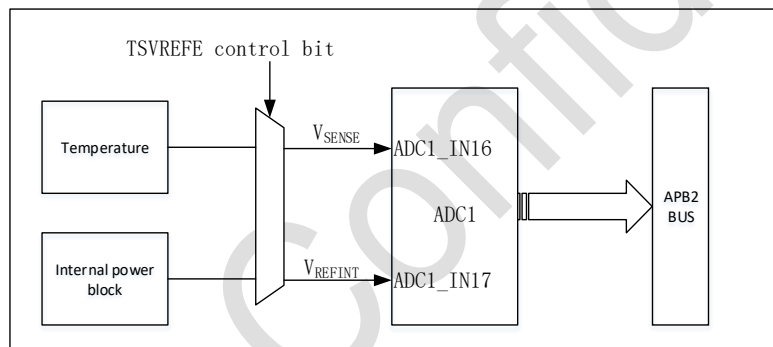 TSVREFE control bit
Temperature
Internal power
block
VSENSE
VREFINT
ADC1_IN16
ADC1
ADC1_IN17
APB2
BUS